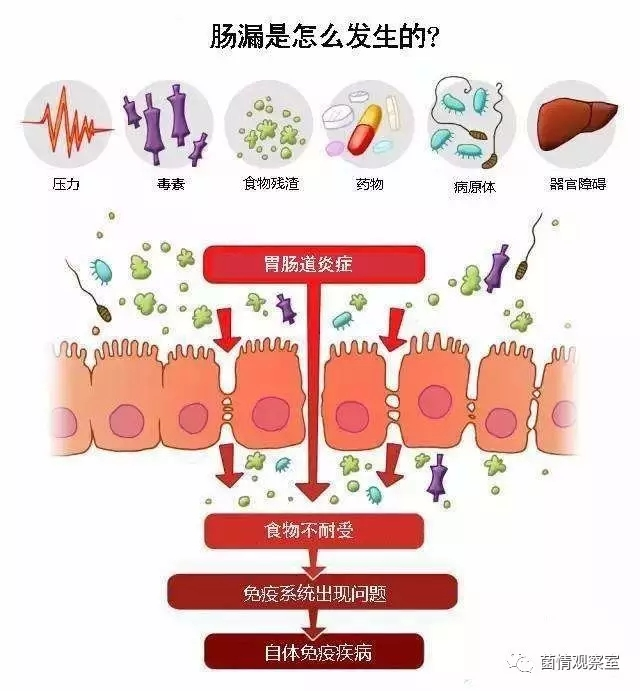 肠漏是怎么发生的?
压力
毒素
食物残渣
药物
病原体
器官障碍
胃肠道炎症
食物不耐受
免疫系统出现问题
自体免疫疾病
菌情观察室